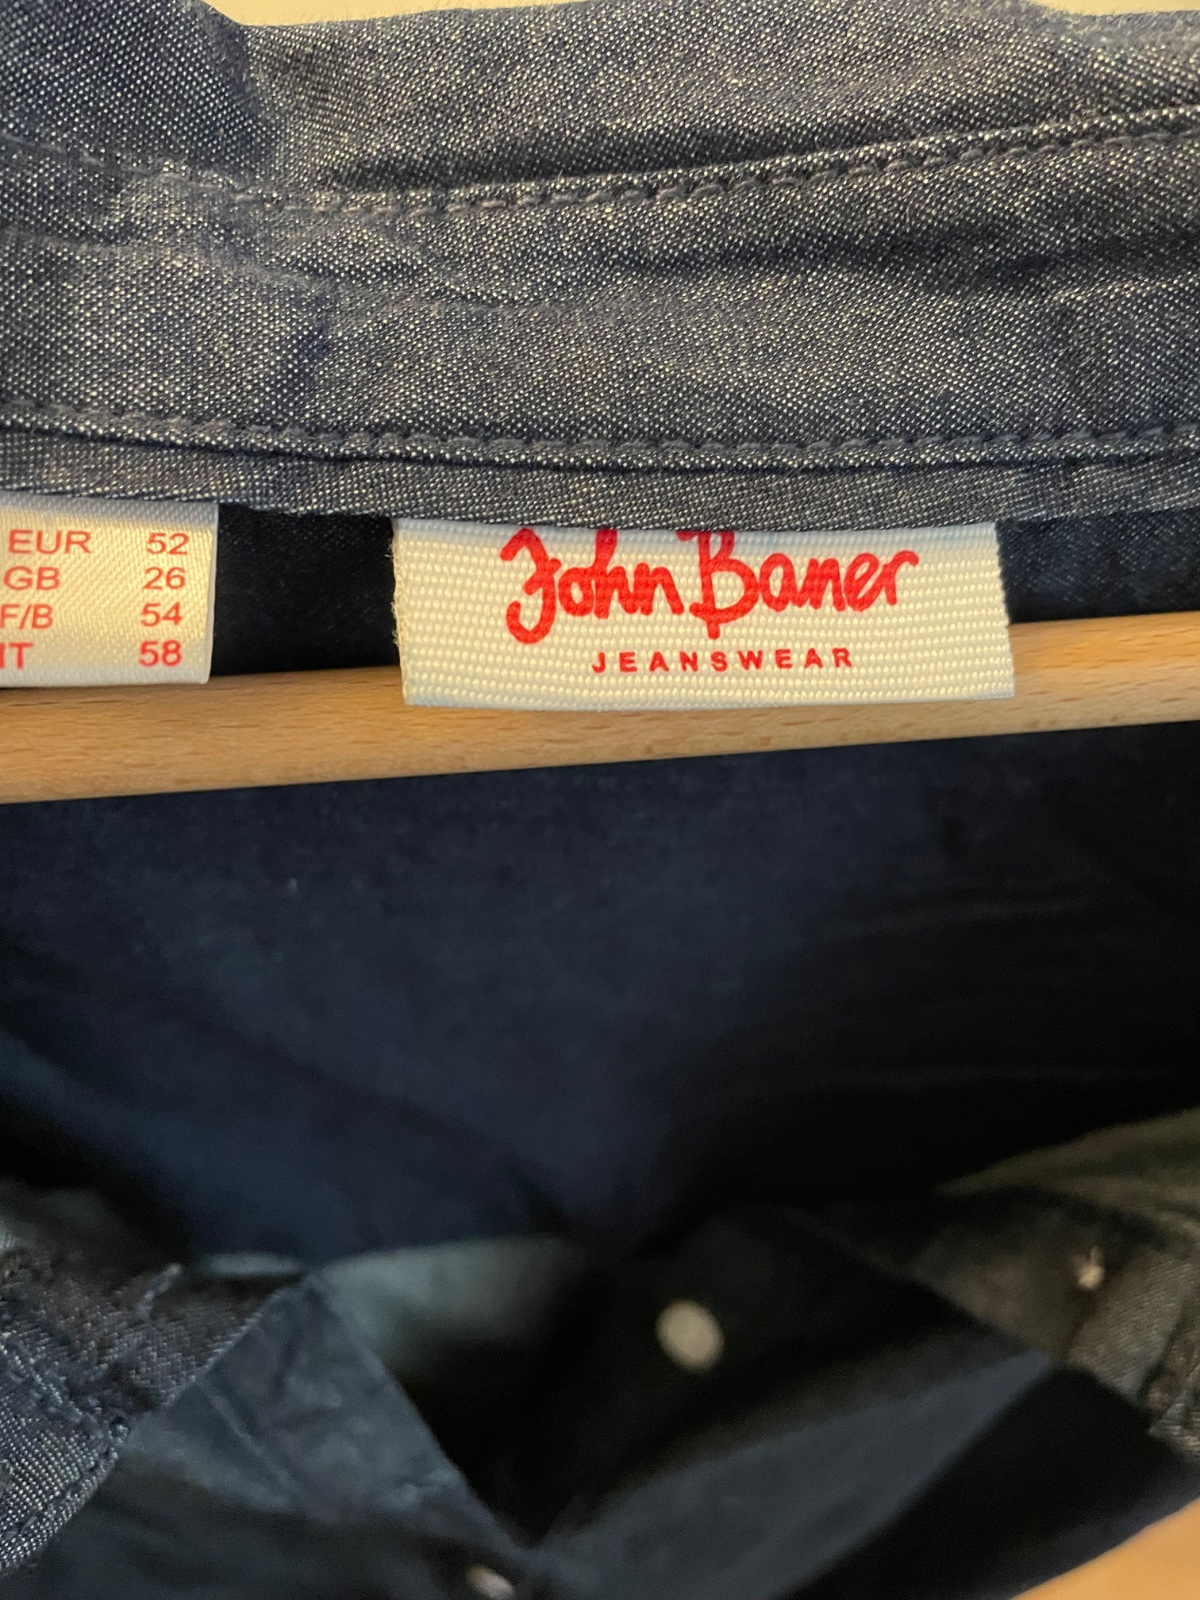 EUR 52
GB 26
F/B 54
IT 58
John Baner
JEANSWEAR